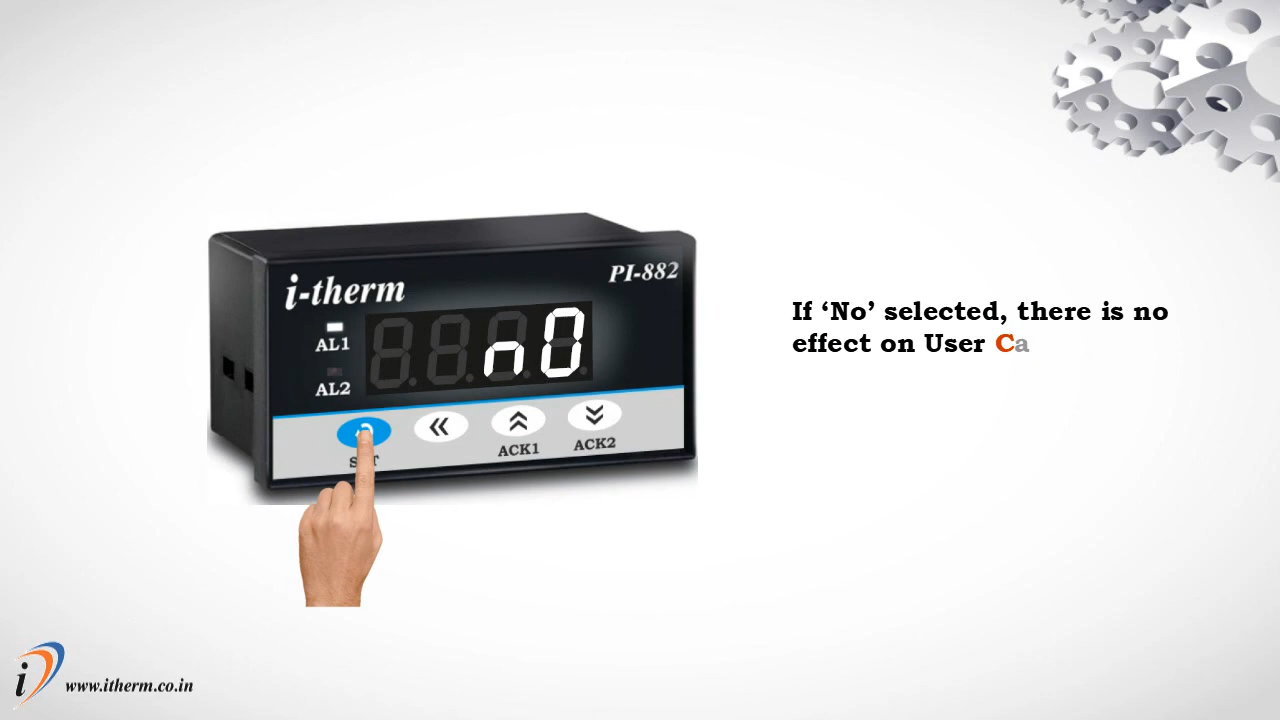 i-therm
PI-882
AL1
AL2
n0
ACK1
ACK2
If ‘No’ selected, there is no
effect on User Ca
www.itherm.co.in